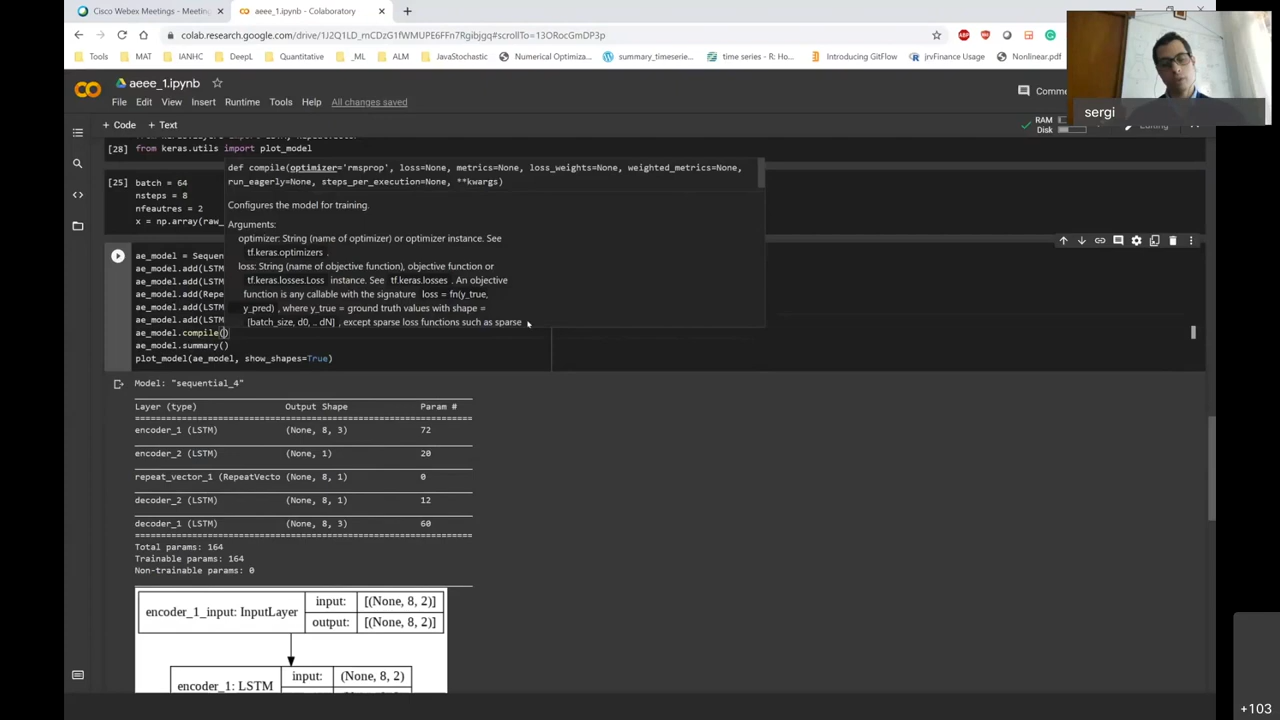 Cisco Webex Meetings - Meeting
aeee_1.ipynb - Colaboratory
colab.research.google.com/drive/1J2Q1LD_mCDzG1fWMUPE6FFn7Rgibjgq#scrollTo=13ORocGmDP3p
Tools MAT IANHC DeepL Quantitative _ML ALM JavaStochastic Numerical Optimiza... summary_timeserie... time series - R: Ho... Introducing GitFlow jrvFinance Usage Nonlinear.pdf
aeee_1.ipynb
File Edit View Insert Runtime Tools Help All changes saved
sergi
+ Code + Text
RAM
Disk
Editing
[28] from keras.utils import plot_model
def compile(optimizer='rmsprop', loss=None, metrics=None, loss_weights=None, weighted_metrics=None,
run_eagerly=None, steps_per_execution=None, **kwargs)
Configures the model for training.
Arguments:
optimizer: String (name of optimizer) or optimizer instance. See
tf.keras.optimizers .
loss: String (name of objective function), objective function or
tf.keras.losses.Loss instance. See tf.keras.losses . An objective
function is any callable with the signature loss = fn(y_true,
y_pred) , where y_true = ground truth values with shape =
[batch_size, d0, .. dN] , except sparse loss functions such as sparse
[25] batch = 64
nsteps = 8
nfeautres = 2
x = np.array(raw_
ae_model = Sequen
ae_model.add(LSTM
ae_model.add(LSTM
ae_model.add(Repe
ae_model.add(LSTM
ae_model.add(LSTM
ae_model.compile()
ae_model.summary()
plot_model(ae_model, show_shapes=True)
Model: "sequential_4"
Layer (type) Output Shape Param #
encoder_1 (LSTM) (None, 8, 3) 72
encoder_2 (LSTM) (None, 1) 20
repeat_vector_1 (RepeatVecto (None, 8, 1) 0
decoder_2 (LSTM) (None, 8, 1) 12
decoder_1 (LSTM) (None, 8, 3) 60
Total params: 164
Trainable params: 164
Non-trainable params: 0
encoder_1_input: InputLayer
input: [(None, 8, 2)]
output: [(None, 8, 2)]
encoder_1: LSTM
input: (None, 8, 2)
+103